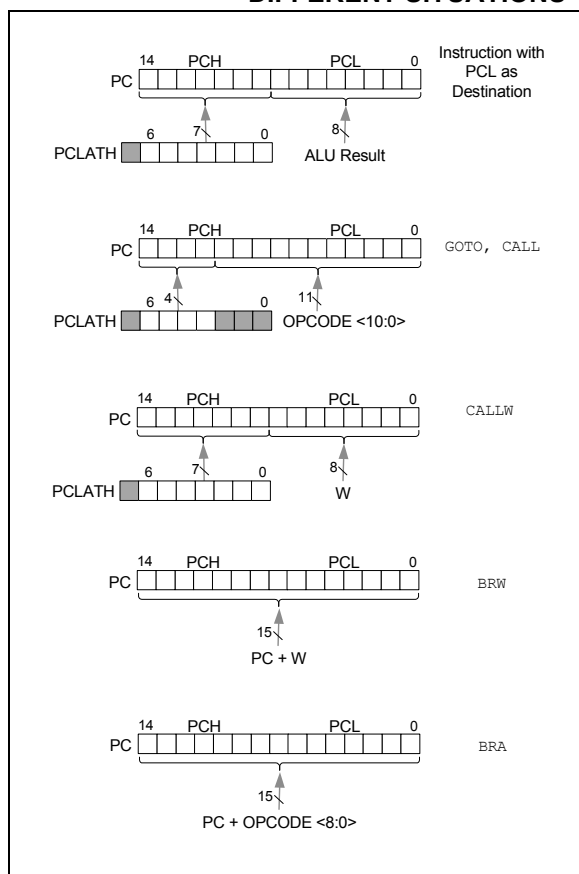 14 PCH PCL 0
PC
Instruction with
PCL as
Destination
6 7 0 8
PCLATH
ALU Result
14 PCH PCL 0
PC
GOTO, CALL
6 4 0 11
PCLATH
OPCODE <10:0>
14 PCH PCL 0
PC
CALLW
6 7 0 8
PCLATH
W
14 PCH PCL 0
PC
BRW
15
PC + W
14 PCH PCL 0
PC
BRA
15
PC + OPCODE <8:0>